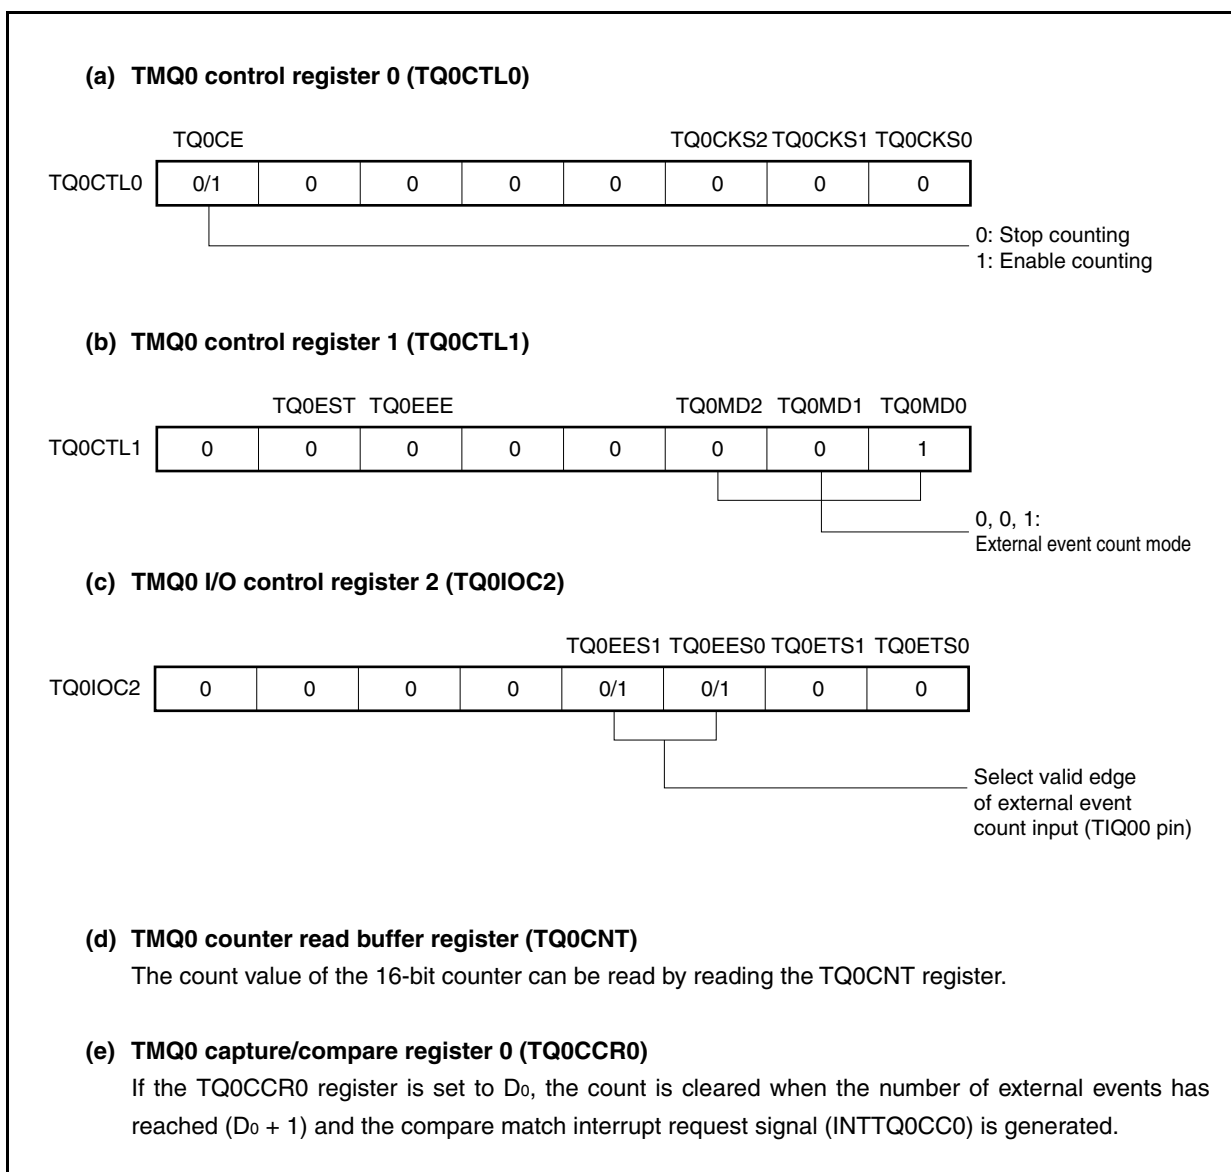 (a) TMQ0 control register 0 (TQ0CTL0)
TQ0CE TQ0CKS2 TQ0CKS1 TQ0CKS0
TQ0CTL0 0/1 0 0 0 0 0 0 0
0: Stop counting
1: Enable counting
(b) TMQ0 control register 1 (TQ0CTL1)
TQ0EST TQ0EEE TQ0MD2 TQ0MD1 TQ0MD0
TQ0CTL1 0 0 0 0 0 0 0 1
0, 0, 1:
External event count mode
(c) TMQ0 I/O control register 2 (TQ0IOC2)
TQ0EES1 TQ0EES0 TQ0ETS1 TQ0ETS0
TQ0IOC2 0 0 0 0 0/1 0/1 0 0
Select valid edge
of external event
count input (TIQ00 pin)
(d) TMQ0 counter read buffer register (TQ0CNT)
The count value of the 16-bit counter can be read by reading the TQ0CNT register.
(e) TMQ0 capture/compare register 0 (TQ0CCR0)
If the TQ0CCR0 register is set to D0, the count is cleared when the number of external events has
reached (D0 + 1) and the compare match interrupt request signal (INTTQ0CC0) is generated.